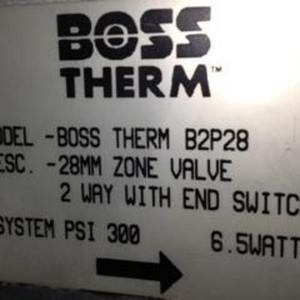 BOSS
THERM™
ODEL -BOSS THERM B2P28
ESC. -28MM ZONE VALVE
2 WAY WITH END SWITC
SYSTEM PSI 300 6.5WATT